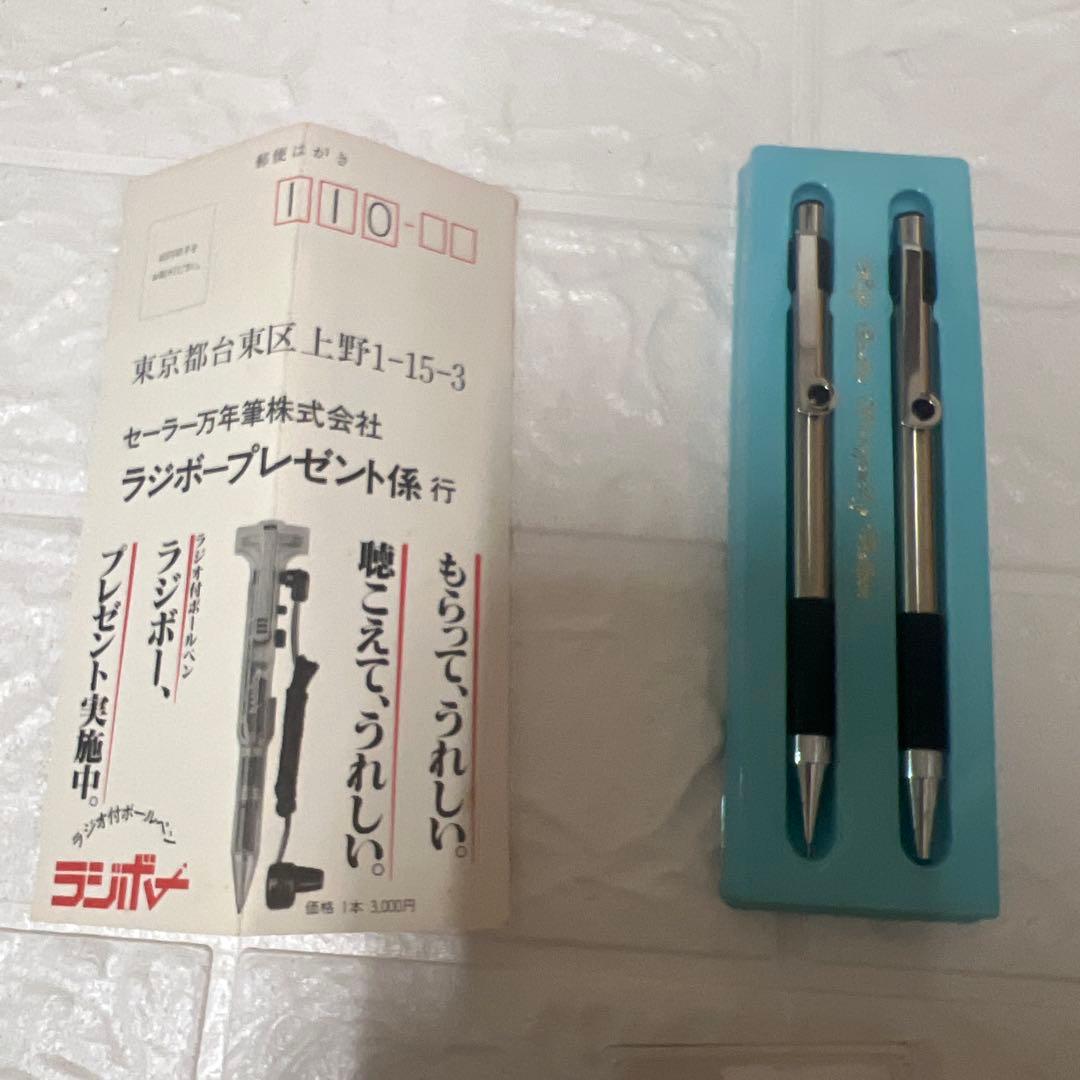 郵便はがき
110-
東京都台東区上野1-15-3
セーラー万年筆株式会社
ラジボープレゼント係 行
もらって、うれしい。
聴こえて、うれしい。
ラジオ付ボールペン
ラジボー、
プレゼント実施中。
ラジオ付ボールペン
ラジボー
価格 1本 3,000円